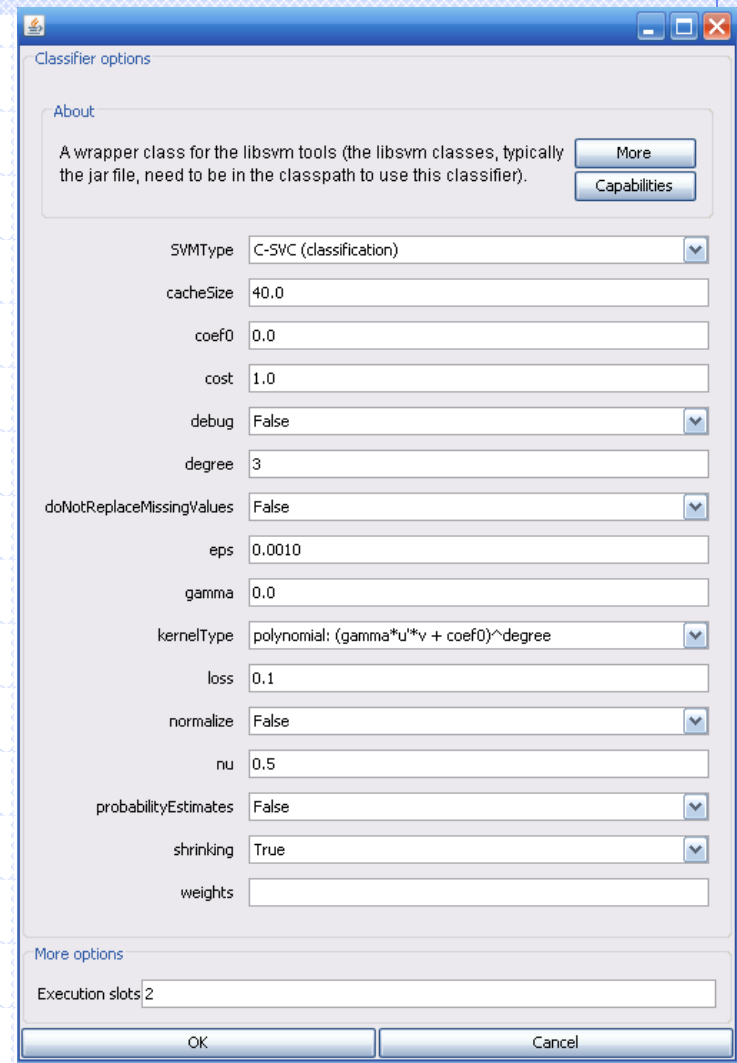 Classifier options
About
A wrapper class for the libsvm tools (the libsvm classes, typically
the jar file, need to be in the classpath to use this classifier).
More
Capabilities
SVMType C-SVC (classification)
cacheSize 40.0
coef0 0.0
cost 1.0
debug False
degree 3
doNotReplaceMissingValues False
eps 0.0010
gamma 0.0
kernelType polynomial: (gamma*u'*v + coef0)^degree
loss 0.1
normalize False
nu 0.5
probabilityEstimates False
shrinking True
weights
More options
Execution slots 2
OK Cancel